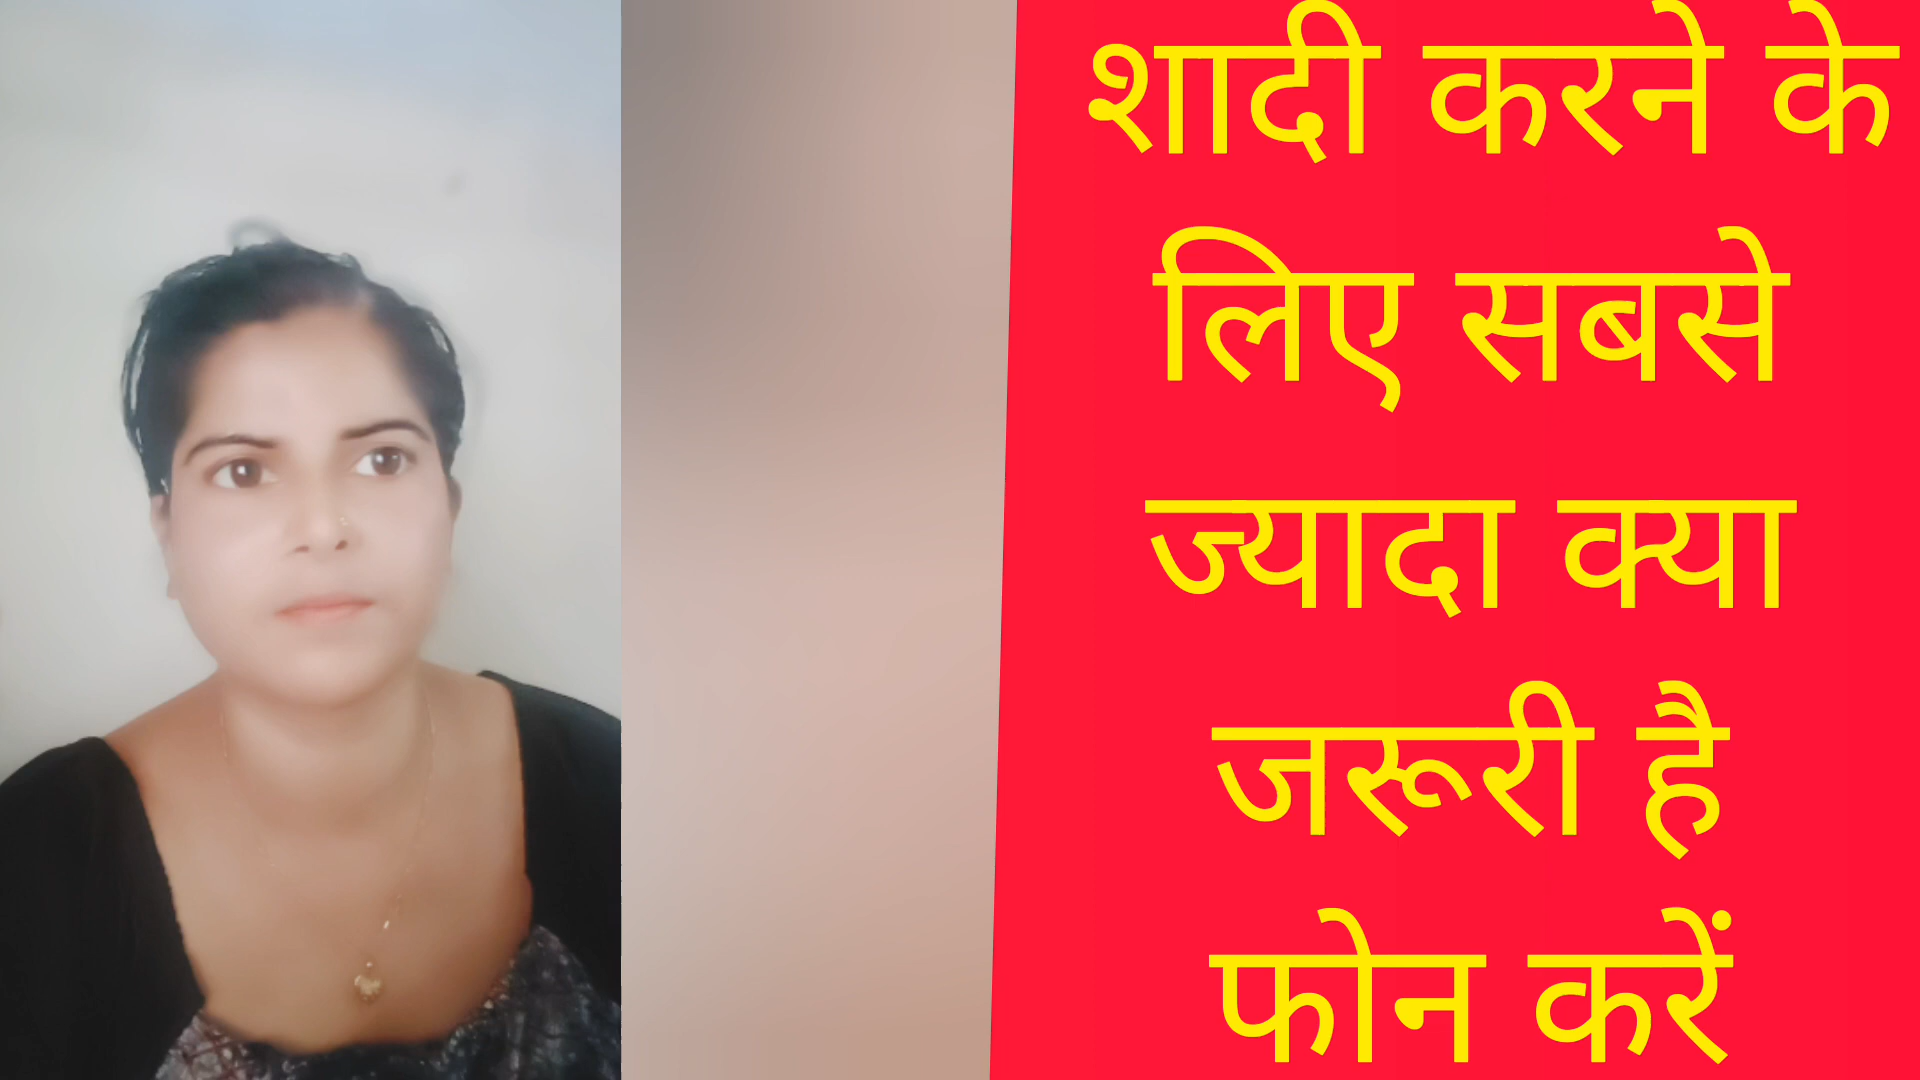 शादी करने के
लिए सबसे
ज्यादा क्या
जरूरी है
फोन करें